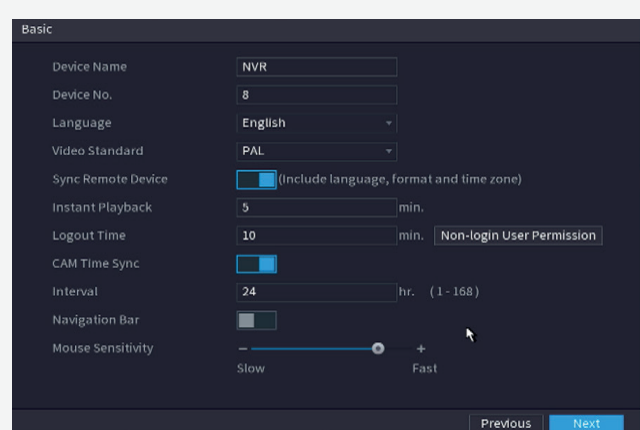 Basic
Device Name NVR
Device No. 8
Language English
Video Standard PAL
Sync Remote Device (Include language, format and time zone)
Instant Playback 5 min.
Logout Time 10 min. Non-login User Permission
CAM Time Sync
Interval 24 hr. (1-168)
Navigation Bar
Mouse Sensitivity - +
Slow Fast
Previous Next